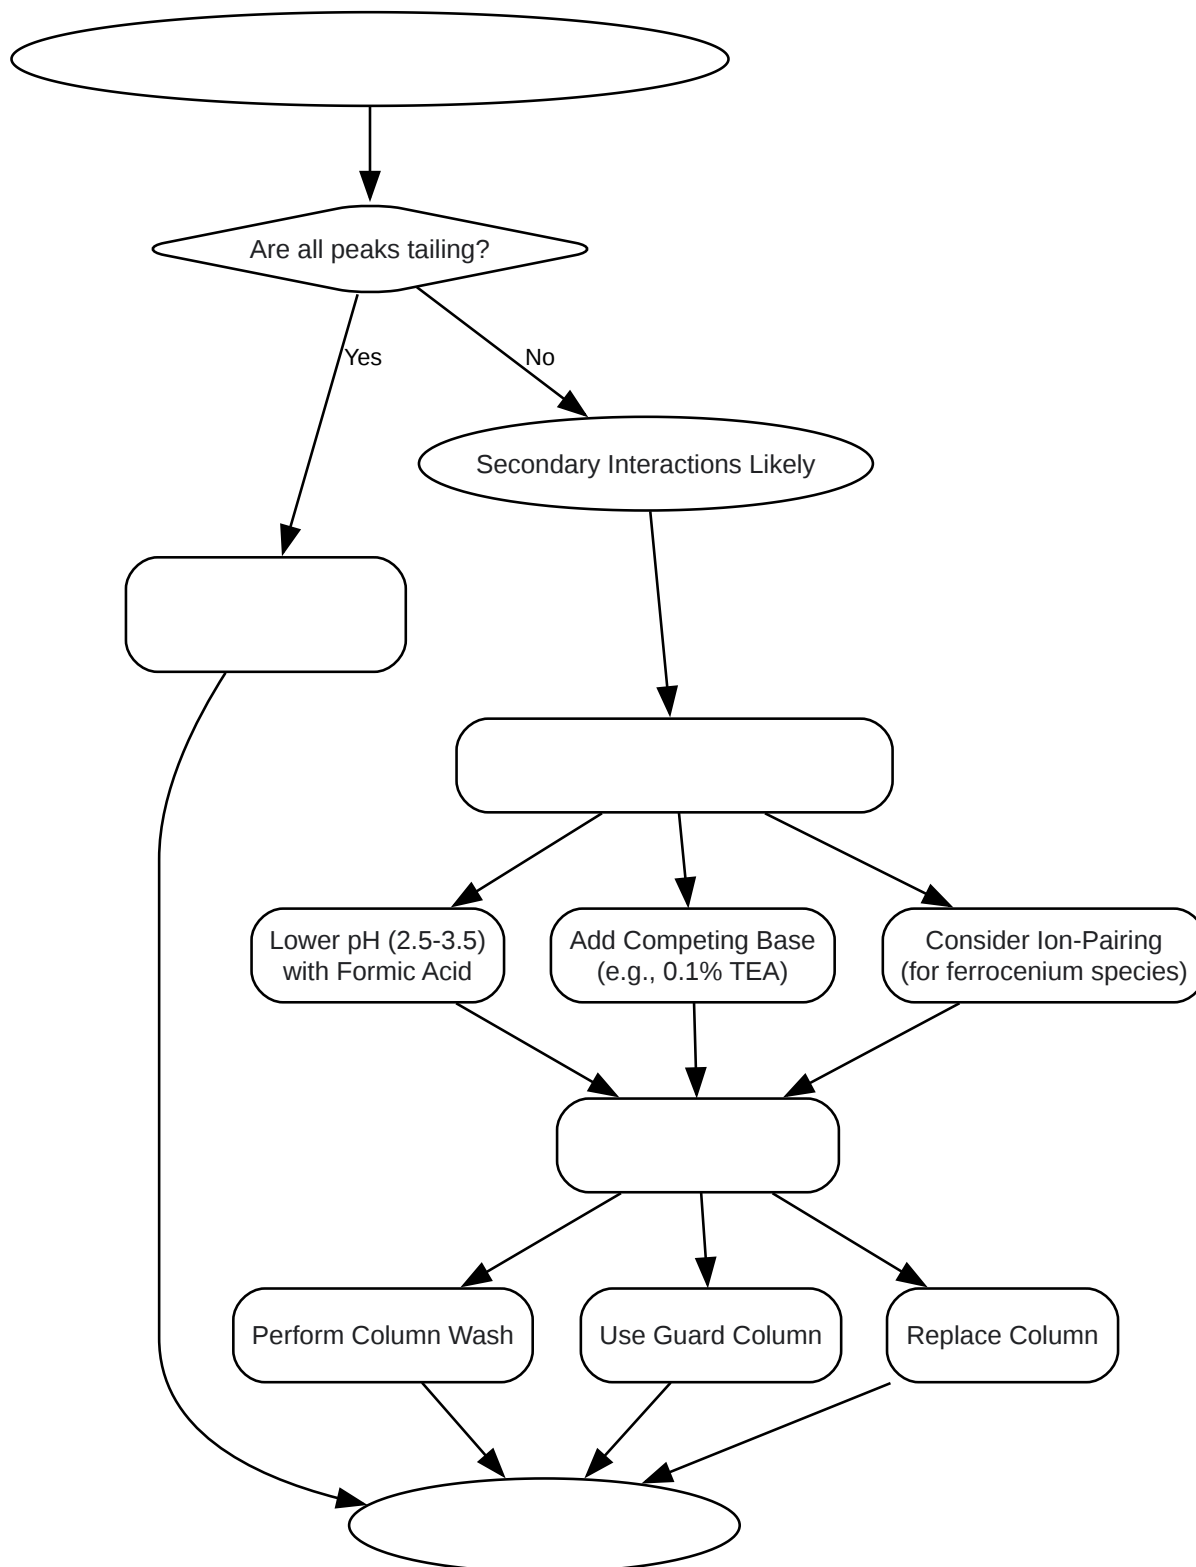 Are all peaks tailing?
Yes
No
Secondary Interactions Likely
Lower pH (2.5-3.5)
with Formic Acid
Add Competing Base
(e.g., 0.1% TEA)
Consider Ion-Pairing
(for ferrocenium species)
Perform Column Wash
Use Guard Column
Replace Column